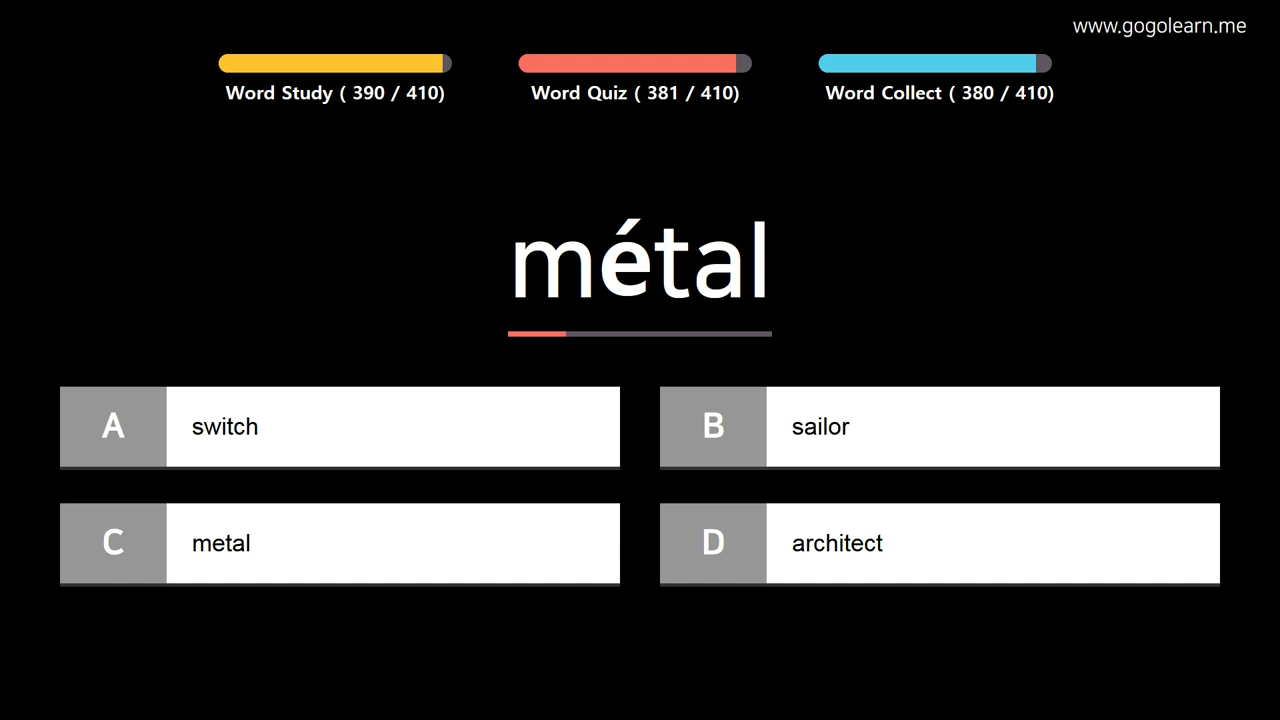 www.gogolearn.me
Word Study ( 390 / 410)
Word Quiz ( 381 / 410)
Word Collect ( 380 / 410)
métal
A switch
B sailor
C metal
D architect